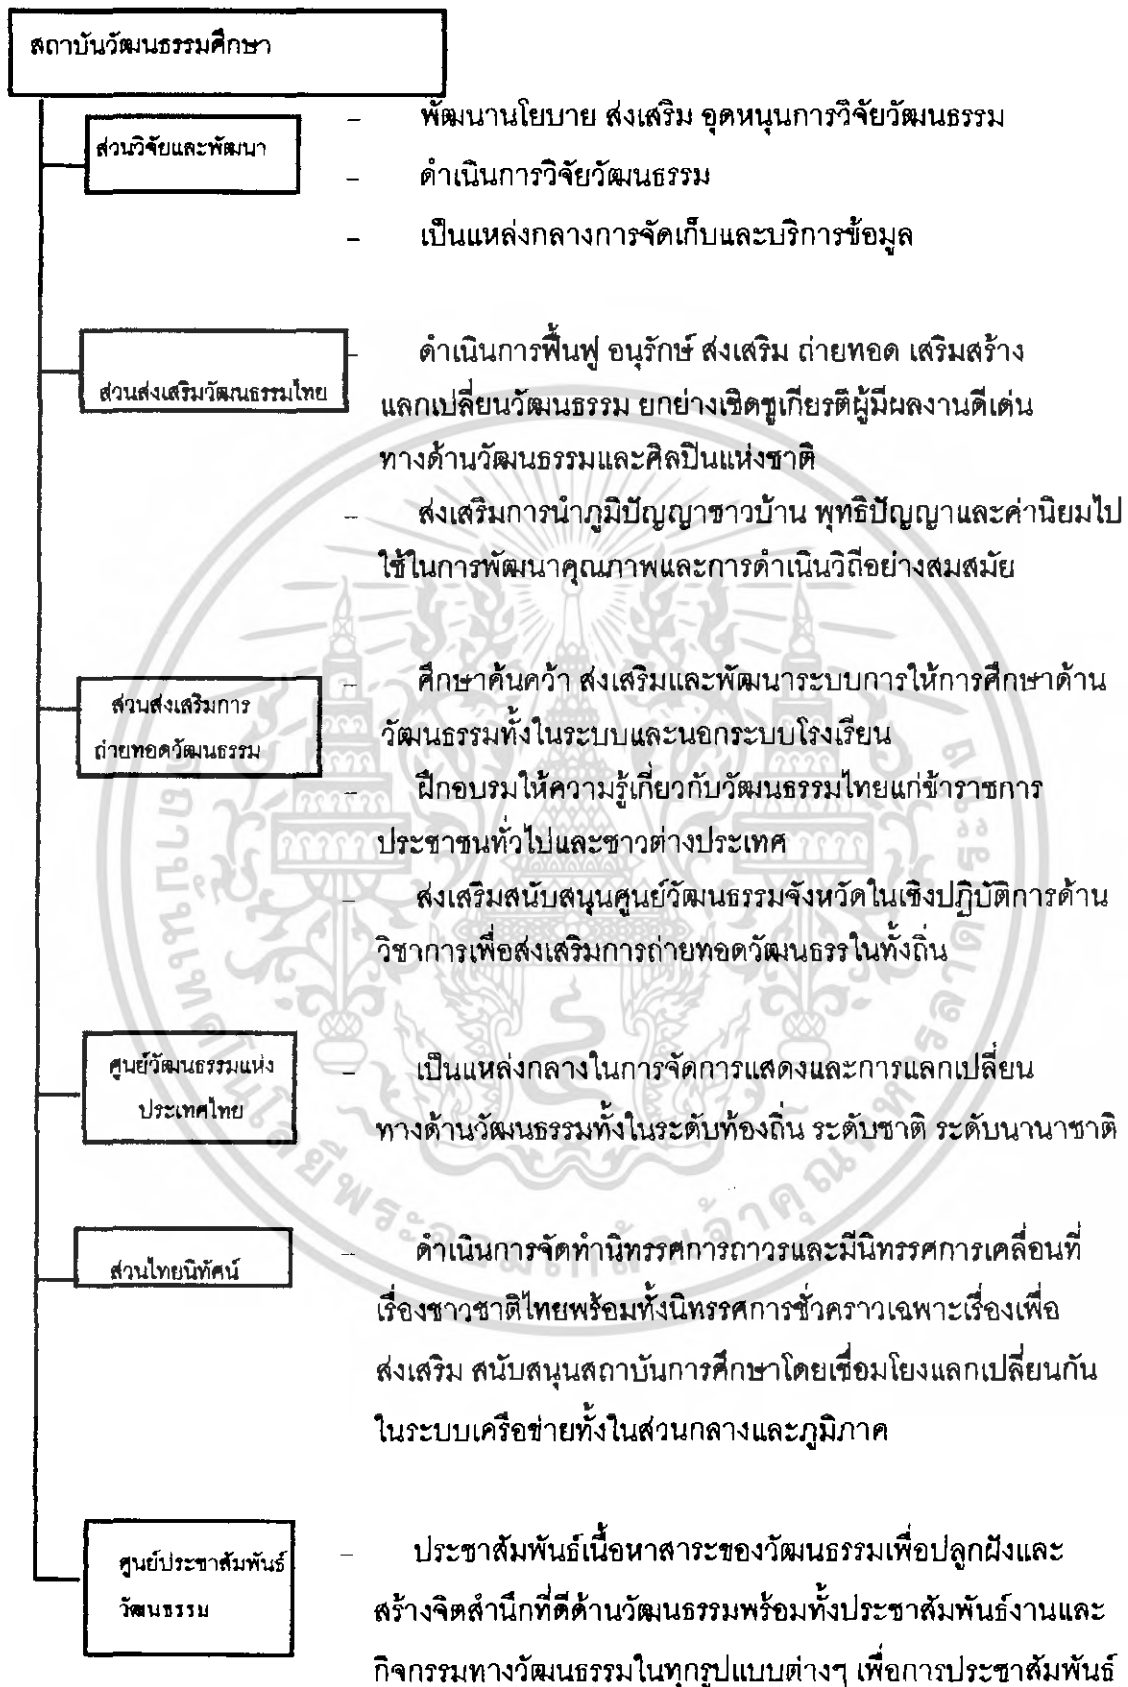 สถาบันวัฒนธรรมศึกษา
ส่วนวิจัยและพัฒนา
– พัฒนานโยบาย ส่งเสริม อุดหนุนการวิจัยวัฒนธรรม
– ดำเนินการวิจัยวัฒนธรรม
– เป็นแหล่งกลางการจัดเก็บและบริการข้อมูล
ส่วนส่งเสริมวัฒนธรรมไทย
– ดำเนินการฟื้นฟู อนุรักษ์ ส่งเสริม ถ่ายทอด เสริมสร้าง
แลกเปลี่ยนวัฒนธรรม ยกย่างเชิดชูเกียรติผู้มีผลงานดีเด่น
ทางด้านวัฒนธรรมและศิลปินแห่งชาติ
– ส่งเสริมการนำภูมิปัญญาชาวบ้าน พุทธิปัญญาและค่านิยมไป
ใช้ในการพัฒนาคุณภาพและการดำเนินวิถีอย่างสมสมัย
ส่วนส่งเสริมการ
ถ่ายทอดวัฒนธรรม
– ศึกษาค้นคว้า ส่งเสริมและพัฒนาระบบการให้การศึกษาด้าน
วัฒนธรรมทั้งในระบบและนอกระบบโรงเรียน
– ฝึกอบรมให้ความรู้เกี่ยวกับวัฒนธรรมไทยแก่ข้าราชการ
ประชาชนทั่วไปและชาวต่างประเทศ
– ส่งเสริมสนับสนุนศูนย์วัฒนธรรมจังหวัดในเชิงปฏิบัติการด้าน
วิชาการเพื่อส่งเสริมการถ่ายทอดวัฒนธรรในทั้งถิ่น
ศูนย์วัฒนธรรมแห่ง
ประเทศไทย
– เป็นแหล่งกลางในการจัดการแสดงและการแลกเปลี่ยน
ทางด้านวัฒนธรรมทั้งในระดับท้องถิ่น ระดับชาติ ระดับนานาชาติ
ส่วนไทยนิทัศน์
– ดำเนินการจัดทำนิทรรศการถาวรและมีนิทรรศการเคลื่อนที่
เรื่องชาวชาติไทยพร้อมทั้งนิทรรศการชั่วคราวเฉพาะเรื่องเพื่อ
ส่งเสริม สนับสนุนสถาบันการศึกษาโดยเชื่อมโยงแลกเปลี่ยนกัน
ในระบบเครือข่ายทั้งในส่วนกลางและภูมิภาค
ศูนย์ประชาสัมพันธ์
วัฒนธรรม
– ประชาสัมพันธ์เนื้อหาสาระของวัฒนธรรมเพื่อปลูกฝังและ
สร้างจิตสำนึกที่ดีด้านวัฒนธรรมพร้อมทั้งประชาสัมพันธ์งานและ
กิจกรรมทางวัฒนธรรมในทุกรูปแบบต่างๆ เพื่อการประชาสัมพันธ์
สถาบันเทคโนโลยีพระจอมเกล้าเจ้าคุณทหารลาดกระบัง